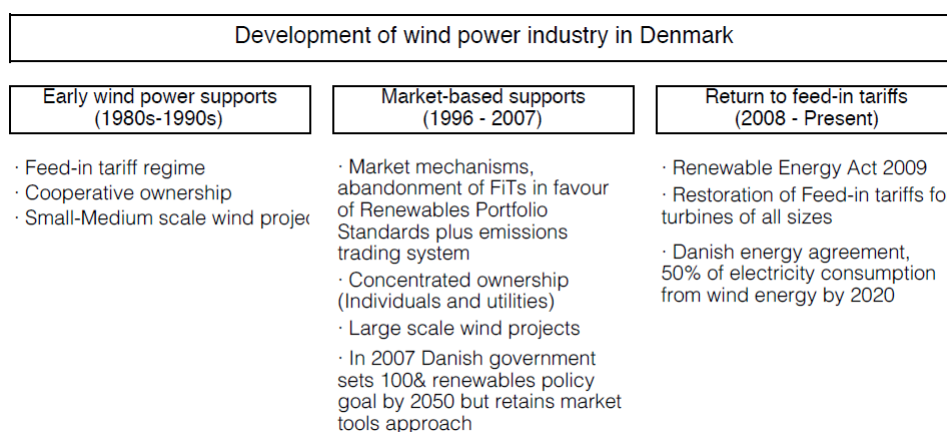 Development of wind power industry in Denmark
Early wind power supports
(1980s-1990s)
· Feed-in tariff regime
· Cooperative ownership
· Small-Medium scale wind projec
Market-based supports
(1996 - 2007)
· Market mechanisms,
abandonment of FiTs in favour
of Renewables Portfolio
Standards plus emissions
trading system
· Concentrated ownership
(Individuals and utilities)
· Large scale wind projects
· In 2007 Danish government
sets 100& renewables policy
goal by 2050 but retains market
tools approach
Return to feed-in tariffs
(2008 - Present)
· Renewable Energy Act 2009
· Restoration of Feed-in tariffs fo
turbines of all sizes
· Danish energy agreement,
50% of electricity consumption
from wind energy by 2020